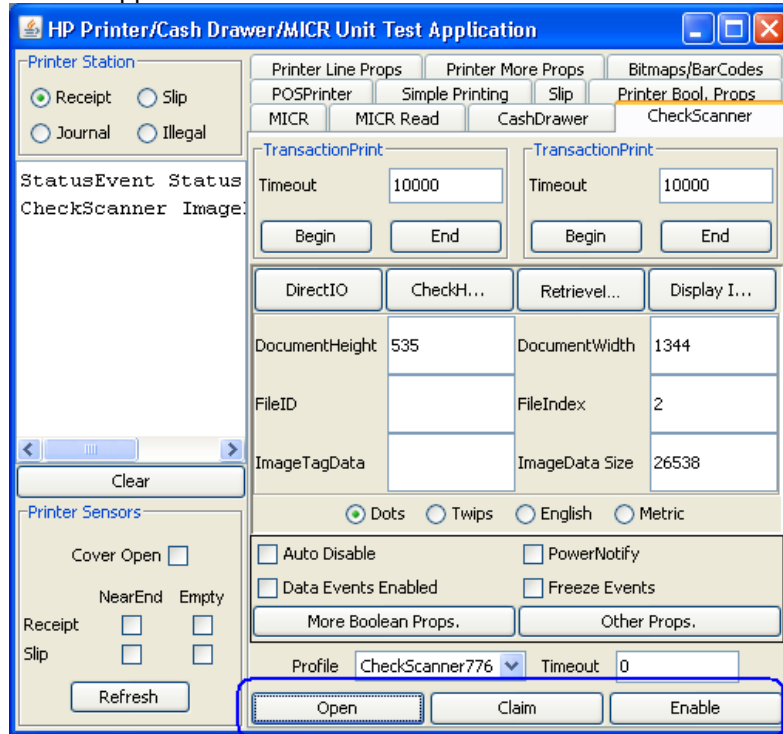 HP Printer/Cash Drawer/MICR Unit Test Application
Printer Station
Receipt Slip
Journal Illegal
StatusEvent Status
CheckScanner Image
Clear
Printer Sensors
Cover Open
NearEnd Empty
Receipt
Slip
Refresh
Printer Line Props Printer More Props Bitmaps/BarCodes
POSPrinter Simple Printing Slip Printer Bool. Props
MICR MICR Read CashDrawer CheckScanner
TransactionPrint TransactionPrint
Timeout 10000 Timeout 10000
Begin End Begin End
DirectIO CheckH... Retrievel... Display I...
DocumentHeight 535 DocumentWidth 1344
FileID FileIndex 2
ImageTagData ImageData Size 26538
Dots Twips English Metric
Auto Disable PowerNotify
Data Events Enabled Freeze Events
More Boolean Props. Other Props.
Profile CheckScanner776 Timeout 0
Open Claim Enable